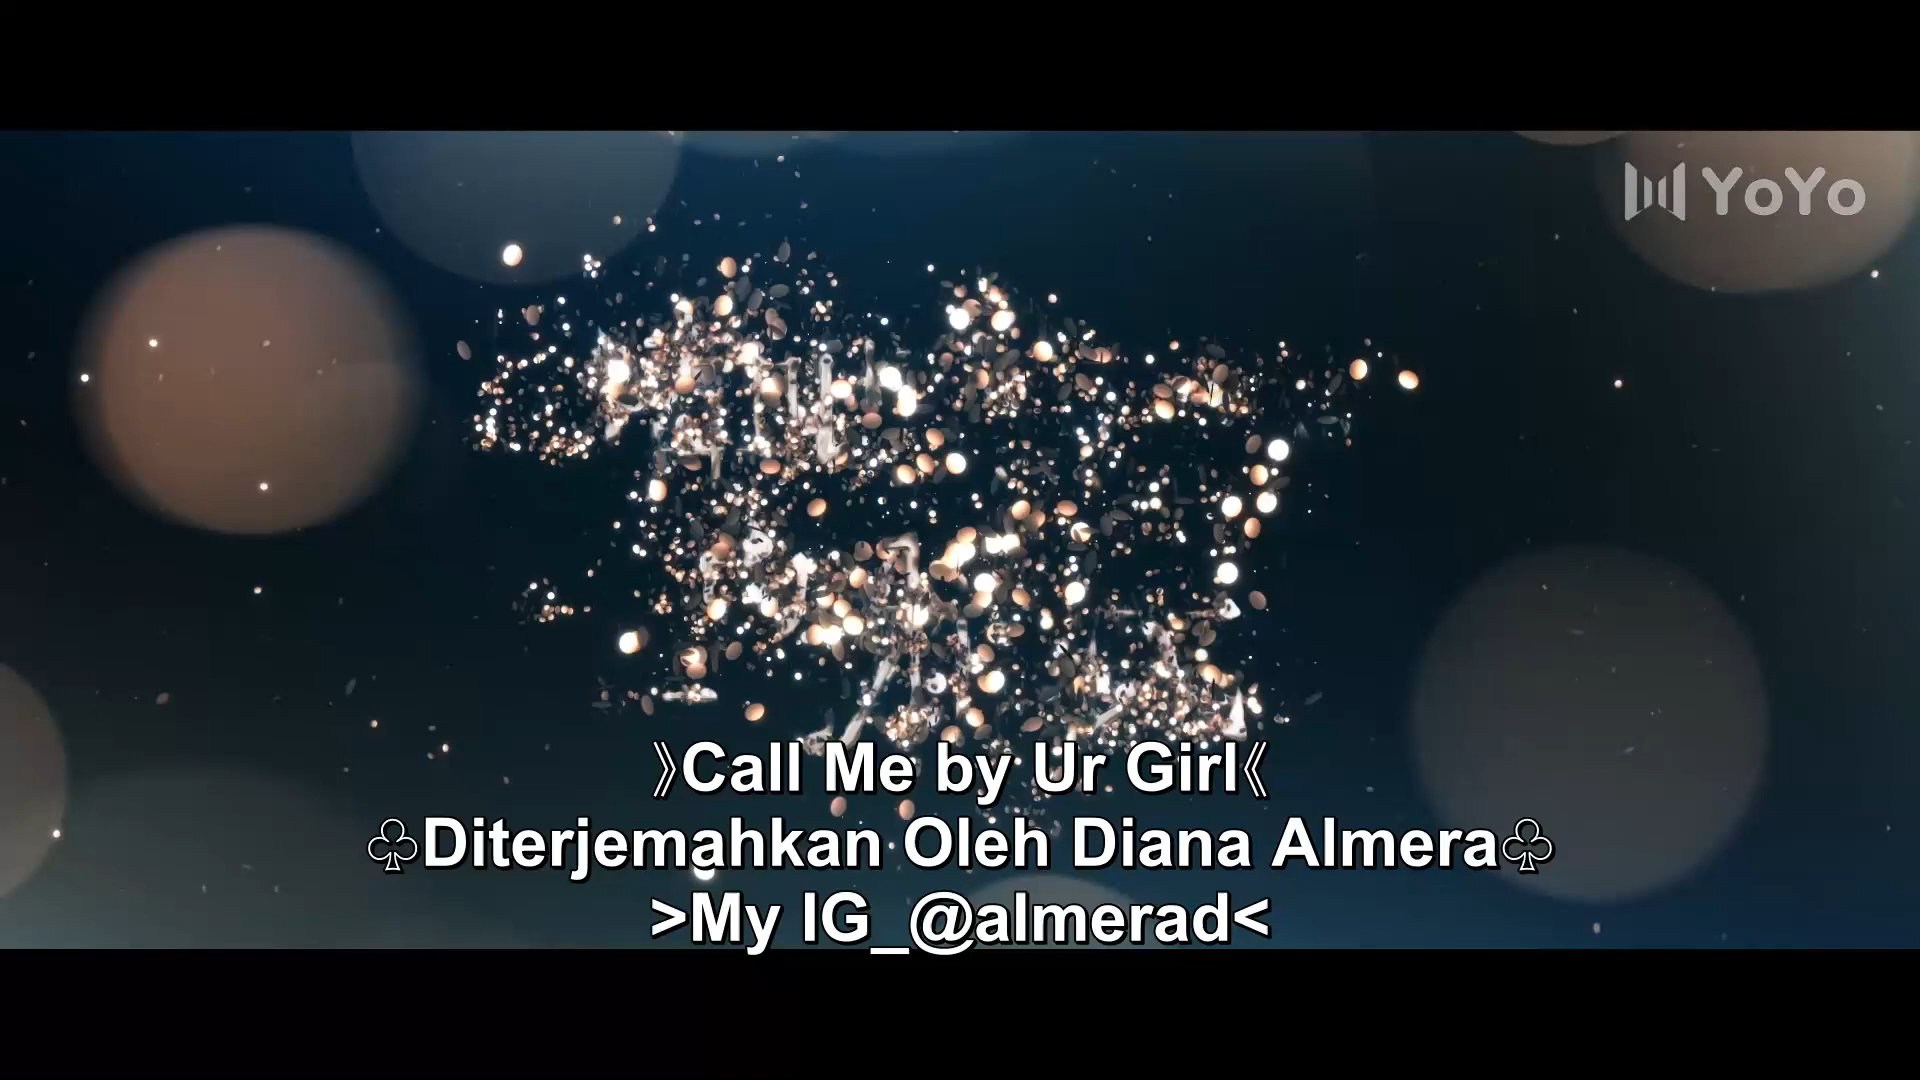 YoYo
》Call Me by Ur Girl《
♧Diterjemahkan Oleh Diana Almera♧
>My IG_@almerad<